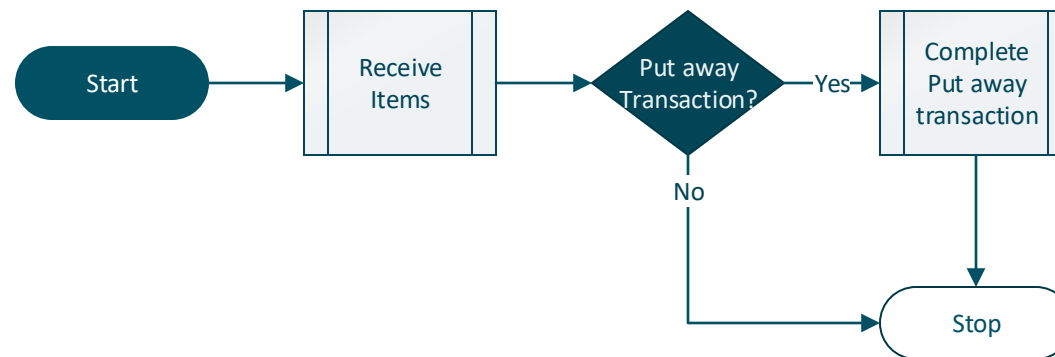 Start
Receive
Items
Put away
Transaction?
Yes
Complete
Put away
transaction
No
Stop